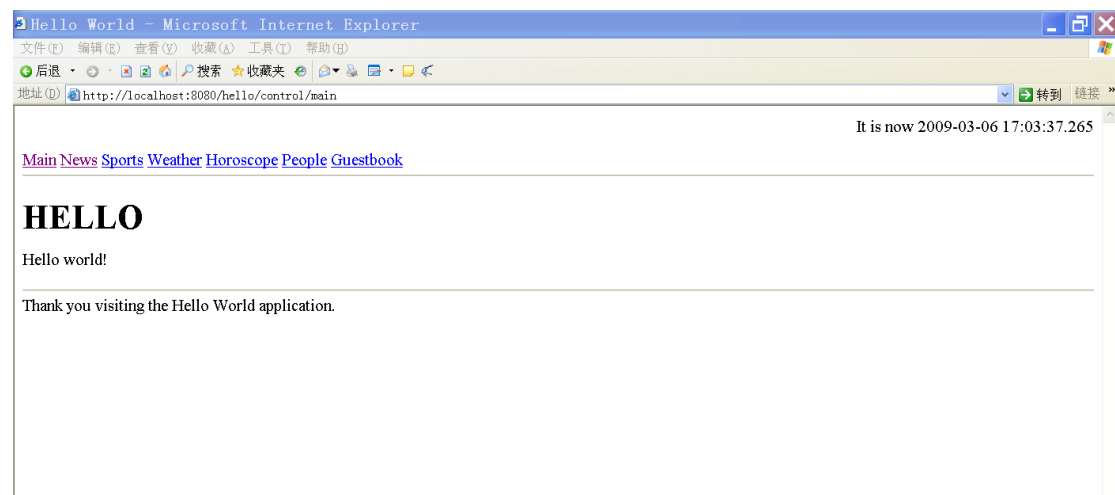 Hello World - Microsoft Internet Explorer
文件(F) 编辑(E) 查看(V) 收藏(A) 工具(T) 帮助(H)
后退 搜索 收藏夹
地址(D) http://localhost:8080/hello/control/main 转到 链接 »
It is now 2009-03-06 17:03:37.265
Main News Sports Weather Horoscope People Guestbook
HELLO
Hello world!
Thank you visiting the Hello World application.